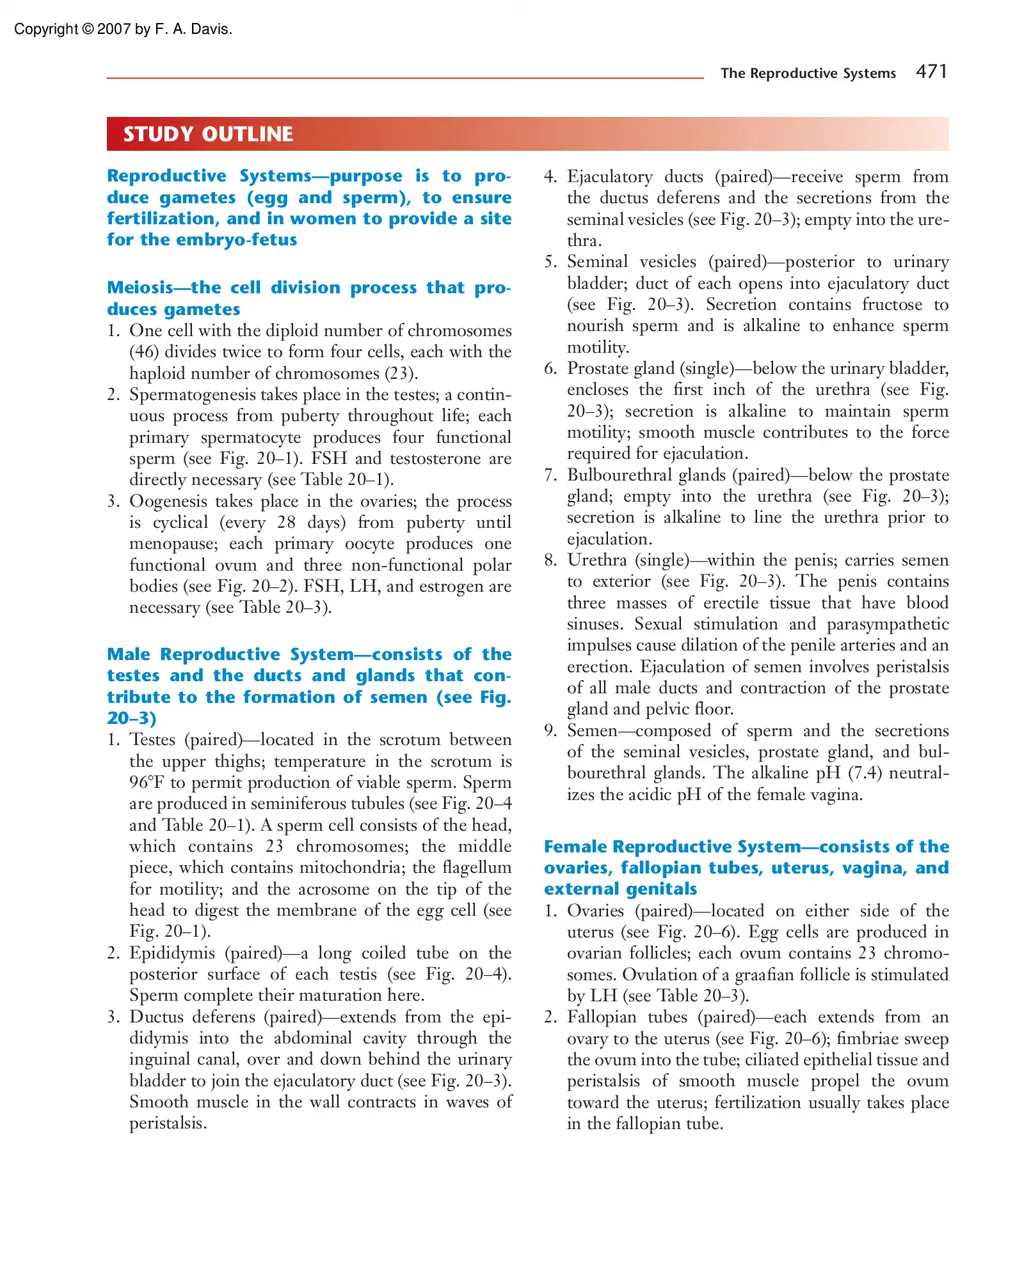 Copyright © 2007 by F. A. Davis.
The Reproductive Systems 471
STUDY OUTLINE
Reproductive Systems—purpose is to pro-
duce gametes (egg and sperm), to ensure
fertilization, and in women to provide a site
for the embryo-fetus
Meiosis—the cell division process that pro-
duces gametes
1. One cell with the diploid number of chromosomes
(46) divides twice to form four cells, each with the
haploid number of chromosomes (23).
2. Spermatogenesis takes place in the testes; a contin-
uous process from puberty throughout life; each
primary spermatocyte produces four functional
sperm (see Fig. 20–1). FSH and testosterone are
directly necessary (see Table 20–1).
3. Oogenesis takes place in the ovaries; the process
is cyclical (every 28 days) from puberty until
menopause; each primary oocyte produces one
functional ovum and three non-functional polar
bodies (see Fig. 20–2). FSH, LH, and estrogen are
necessary (see Table 20–3).
Male Reproductive System—consists of the
testes and the ducts and glands that con-
tribute to the formation of semen (see Fig.
20–3)
1. Testes (paired)—located in the scrotum between
the upper thighs; temperature in the scrotum is
96°F to permit production of viable sperm. Sperm
are produced in seminiferous tubules (see Fig. 20–4
and Table 20–1). A sperm cell consists of the head,
which contains 23 chromosomes; the middle
piece, which contains mitochondria; the flagellum
for motility; and the acrosome on the tip of the
head to digest the membrane of the egg cell (see
Fig. 20–1).
2. Epididymis (paired)—a long coiled tube on the
posterior surface of each testis (see Fig. 20–4).
Sperm complete their maturation here.
3. Ductus deferens (paired)—extends from the epi-
didymis into the abdominal cavity through the
inguinal canal, over and down behind the urinary
bladder to join the ejaculatory duct (see Fig. 20–3).
Smooth muscle in the wall contracts in waves of
peristalsis.
4. Ejaculatory ducts (paired)—receive sperm from
the ductus deferens and the secretions from the
seminal vesicles (see Fig. 20–3); empty into the ure-
thra.
5. Seminal vesicles (paired)—posterior to urinary
bladder; duct of each opens into ejaculatory duct
(see Fig. 20–3). Secretion contains fructose to
nourish sperm and is alkaline to enhance sperm
motility.
6. Prostate gland (single)—below the urinary bladder,
encloses the first inch of the urethra (see Fig.
20–3); secretion is alkaline to maintain sperm
motility; smooth muscle contributes to the force
required for ejaculation.
7. Bulbourethral glands (paired)—below the prostate
gland; empty into the urethra (see Fig. 20–3);
secretion is alkaline to line the urethra prior to
ejaculation.
8. Urethra (single)—within the penis; carries semen
to exterior (see Fig. 20–3). The penis contains
three masses of erectile tissue that have blood
sinuses. Sexual stimulation and parasympathetic
impulses cause dilation of the penile arteries and an
erection. Ejaculation of semen involves peristalsis
of all male ducts and contraction of the prostate
gland and pelvic floor.
9. Semen—composed of sperm and the secretions
of the seminal vesicles, prostate gland, and bul-
bourethral glands. The alkaline pH (7.4) neutral-
izes the acidic pH of the female vagina.
Female Reproductive System—consists of the
ovaries, fallopian tubes, uterus, vagina, and
external genitals
1. Ovaries (paired)—located on either side of the
uterus (see Fig. 20–6). Egg cells are produced in
ovarian follicles; each ovum contains 23 chromo-
somes. Ovulation of a graafian follicle is stimulated
by LH (see Table 20–3).
2. Fallopian tubes (paired)—each extends from an
ovary to the uterus (see Fig. 20–6); fimbriae sweep
the ovum into the tube; ciliated epithelial tissue and
peristalsis of smooth muscle propel the ovum
toward the uterus; fertilization usually takes place
in the fallopian tube.